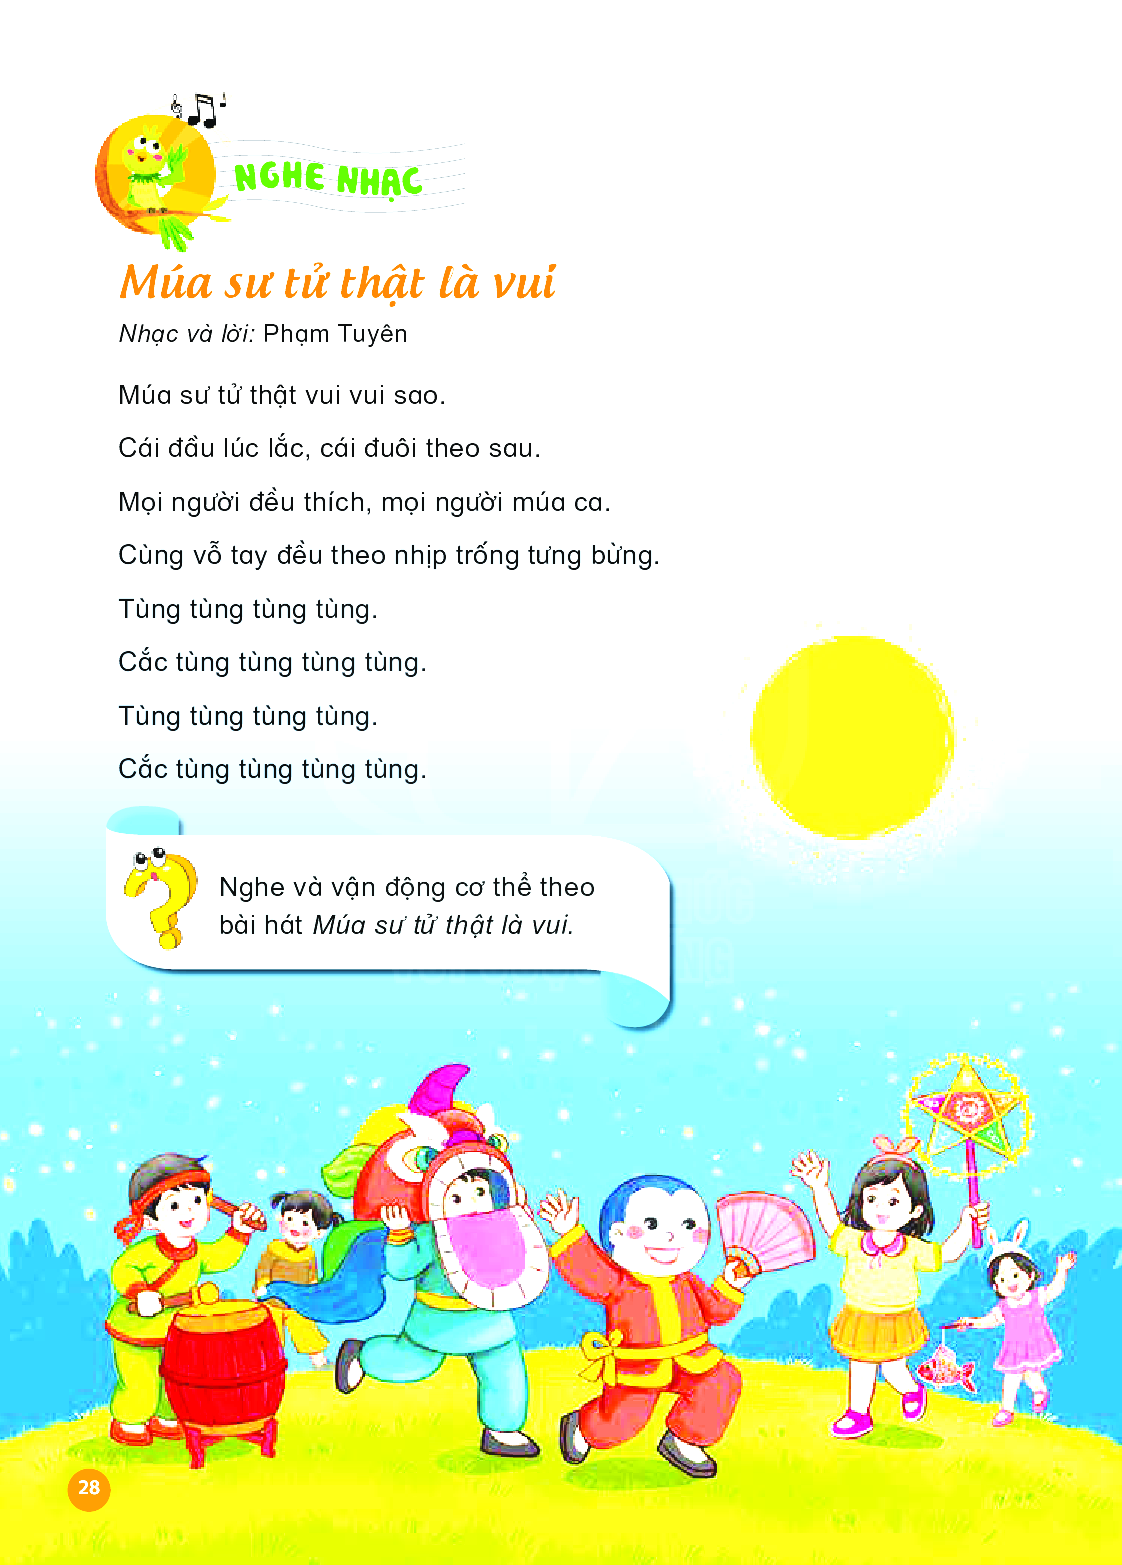 NGHE NHẠC
Múa sư tử thật là vui
Nhạc và lời: Phạm Tuyên
Múa sư tử thật vui vui sao.
Cái đầu lúc lắc, cái đuôi theo sau.
Mọi người đều thích, mọi người múa ca.
Cùng vỗ tay đều theo nhịp trống tưng bừng.
Tùng tùng tùng tùng.
Cắc tùng tùng tùng tùng.
Tùng tùng tùng tùng.
Cắc tùng tùng tùng tùng.
Nghe và vận động cơ thể theo
bài hát Múa sư tử thật là vui.
28